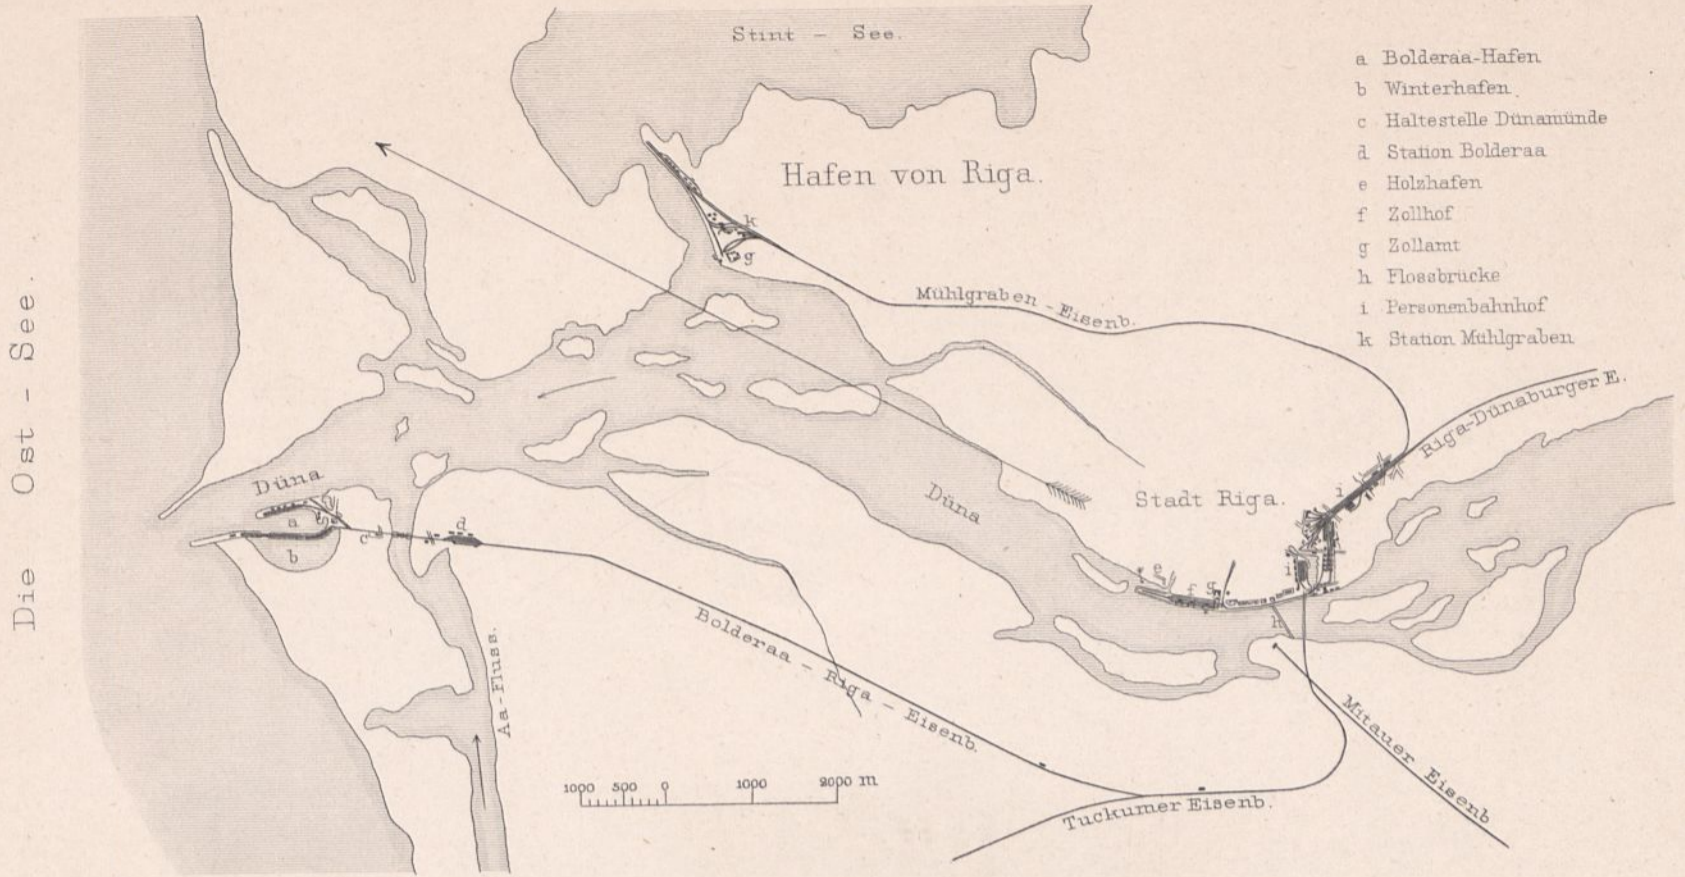 Stint - See.
Hafen von Riga.
a Bolderaa-Hafen
b Winterhafen
c Haltestelle Dünamünde
d Station Bolderaa
e Holzhafen
f Zollhof
g Zollamt
h Flossbrücke
i Personenbahnhof
k Station Mühlgraben
Die Ost - See.
k
g
Mühlgraben - Eisenb.
Riga-Dünaburger E.
Düna
a
b
c
d
Düna
Stadt Riga.
i
i
e
f
g
h
Aa-Fluss.
Bolderaa - Riga - Eisenb.
Mitauer Eisenb
Tuckumer Eisenb.
1000 500 0 1000 2000 m